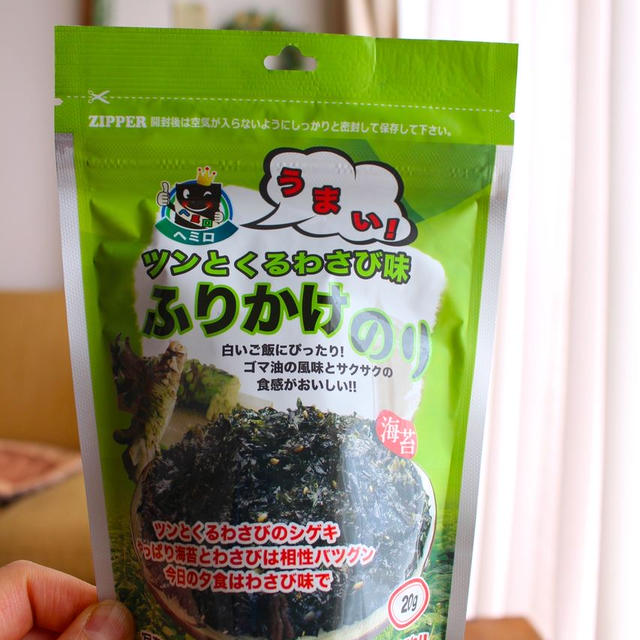 ZIPPER 開封後は空気が入らないようにしっかりと密封して保存して下さい。
うまい!
ヘミロ
ヘミロ
ツンとくるわさび味
ふりかけのり
白いご飯にぴったり!
ゴマ油の風味とサクサクの
食感がおいしい!!
海苔
ツンとくるわさびのシゲキ
やっぱり海苔とわさびは相性バツグン
今日の夕食はわさび味で
20g